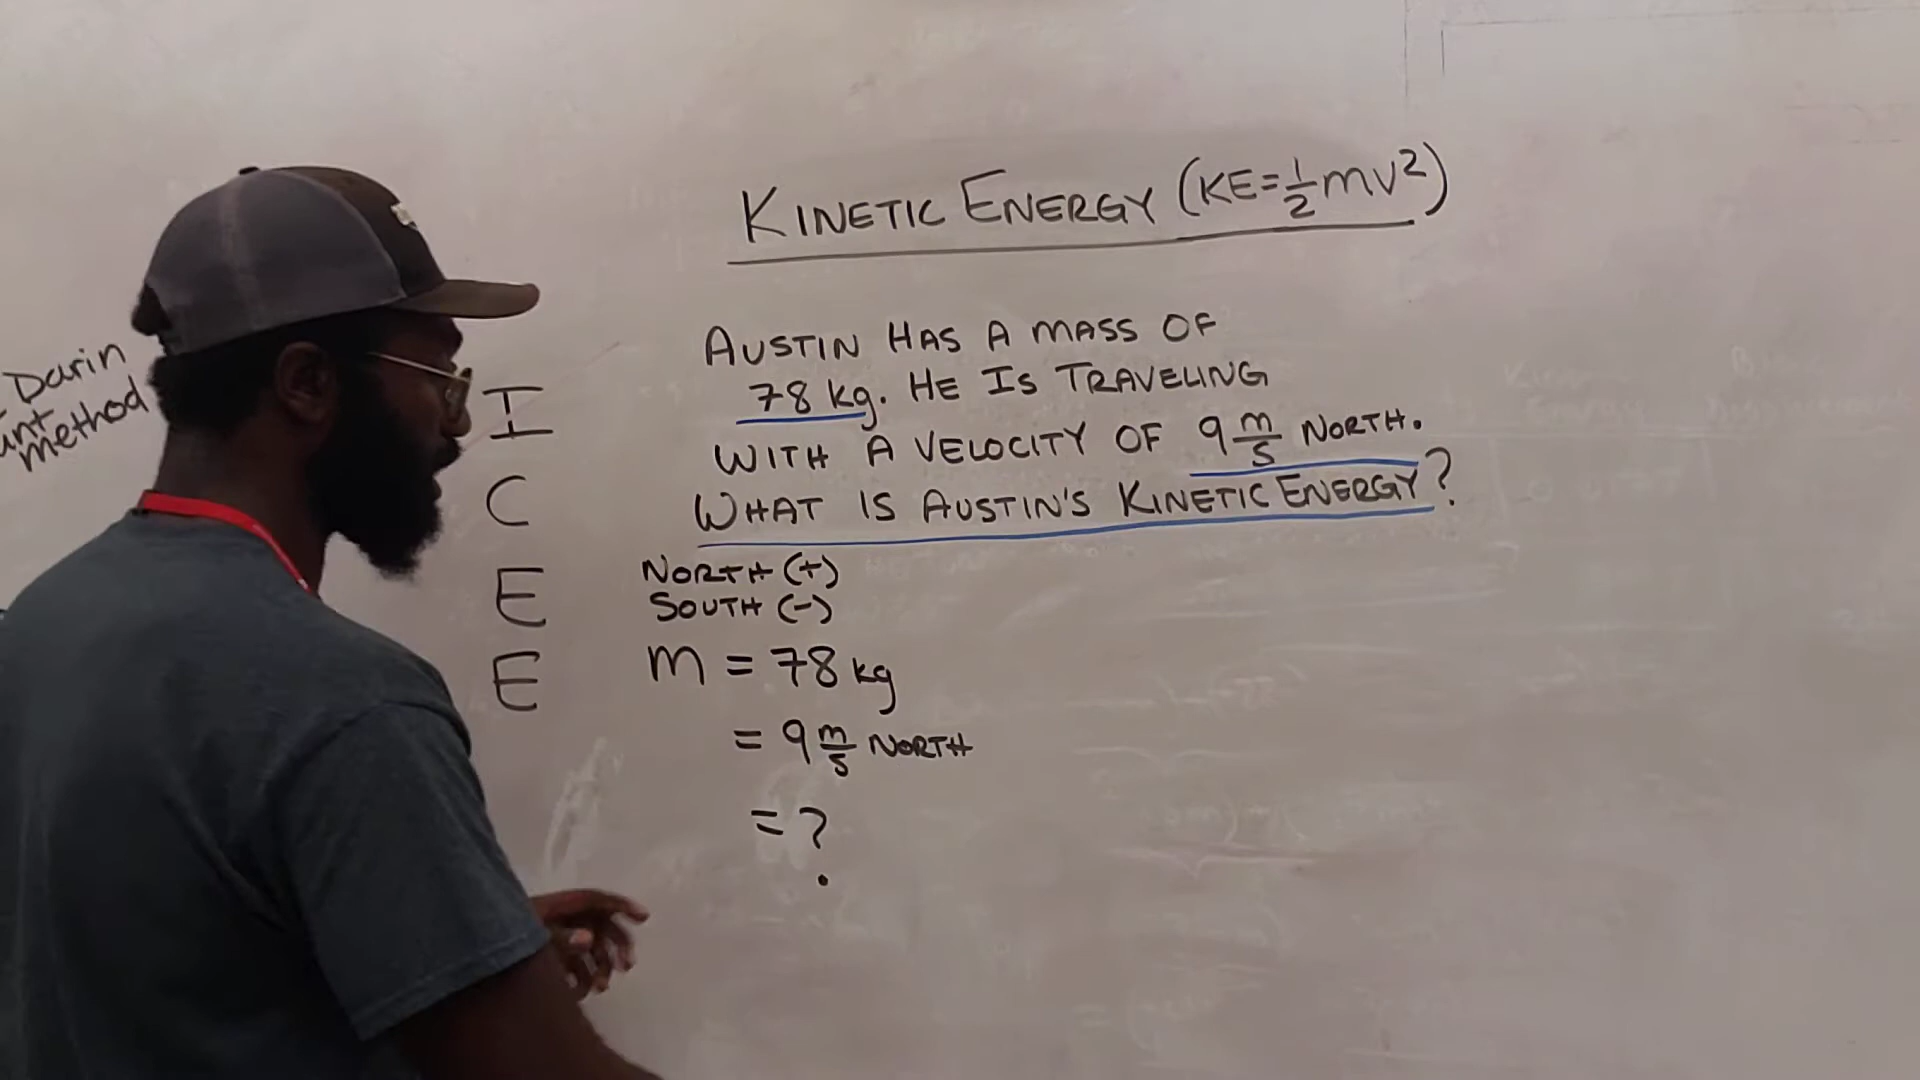 KINETIC ENERGY (KE=½mv²)
AUSTIN HAS A MASS OF
78 kg. HE IS TRAVELING
WITH A VELOCITY OF 9 m/s NORTH.
WHAT IS AUSTIN'S KINETIC ENERGY?
Darin
method
I
C
E
E
NORTH (+)
SOUTH (-)
m = 78 kg
= 9 m/s NORTH
= ?